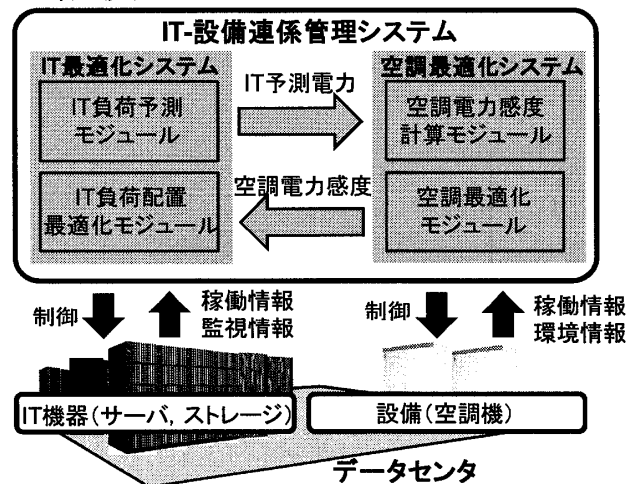 IT-設備連係管理システム
IT最適化システム
IT負荷予測
モジュール
IT負荷配置
最適化モジュール
IT予測電力
空調電力感度
空調最適化システム
空調電力感度
計算モジュール
空調最適化
モジュール
制御
稼働情報
監視情報
制御
稼働情報
環境情報
IT機器(サーバ, ストレージ)
設備(空調機)
データセンタ